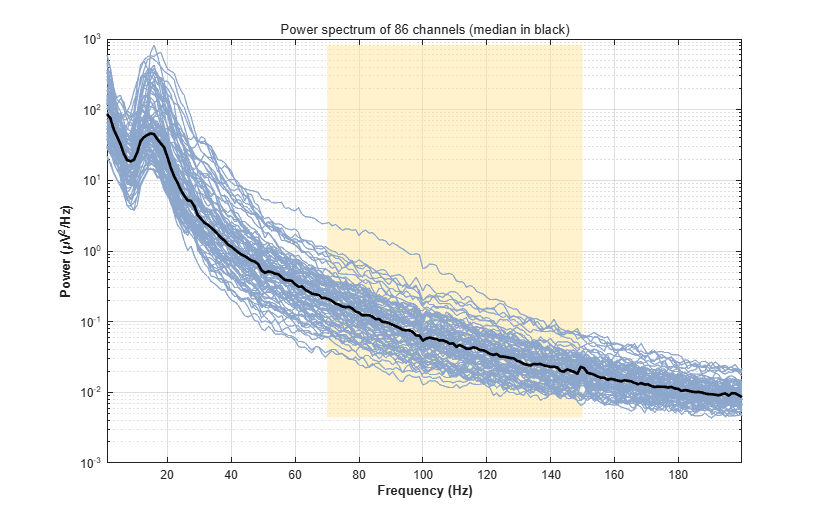 Power spectrum of 86 channels (median in black)
10³
10²
10¹
10⁰
10⁻¹
10⁻²
10⁻³
Power (μV²/Hz)
20 40 60 80 100 120 140 160 180
Frequency (Hz)